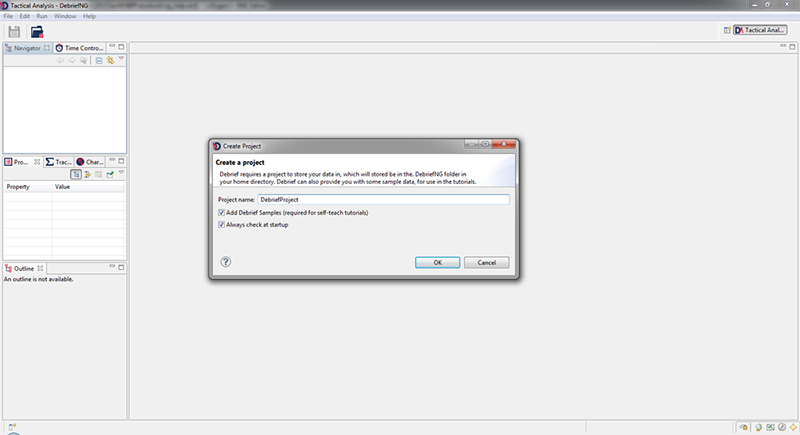 Tactical Analysis - DebriefNG
File Edit Run Window Help
Tactical Anal...
Navigator
Time Contro...
Pro...
Trac...
Char...
Property Value
Outline
An outline is not available.
Create Project
Create a project
Debrief requires a project to store your data in, which will stored be in the. DebriefNG folder in
your home directory. Debrief can also provide you with some sample data, for use in the tutorials.
Project name: DebriefProject
Add Debrief Samples (required for self-teach tutorials)
Always check at startup
OK Cancel